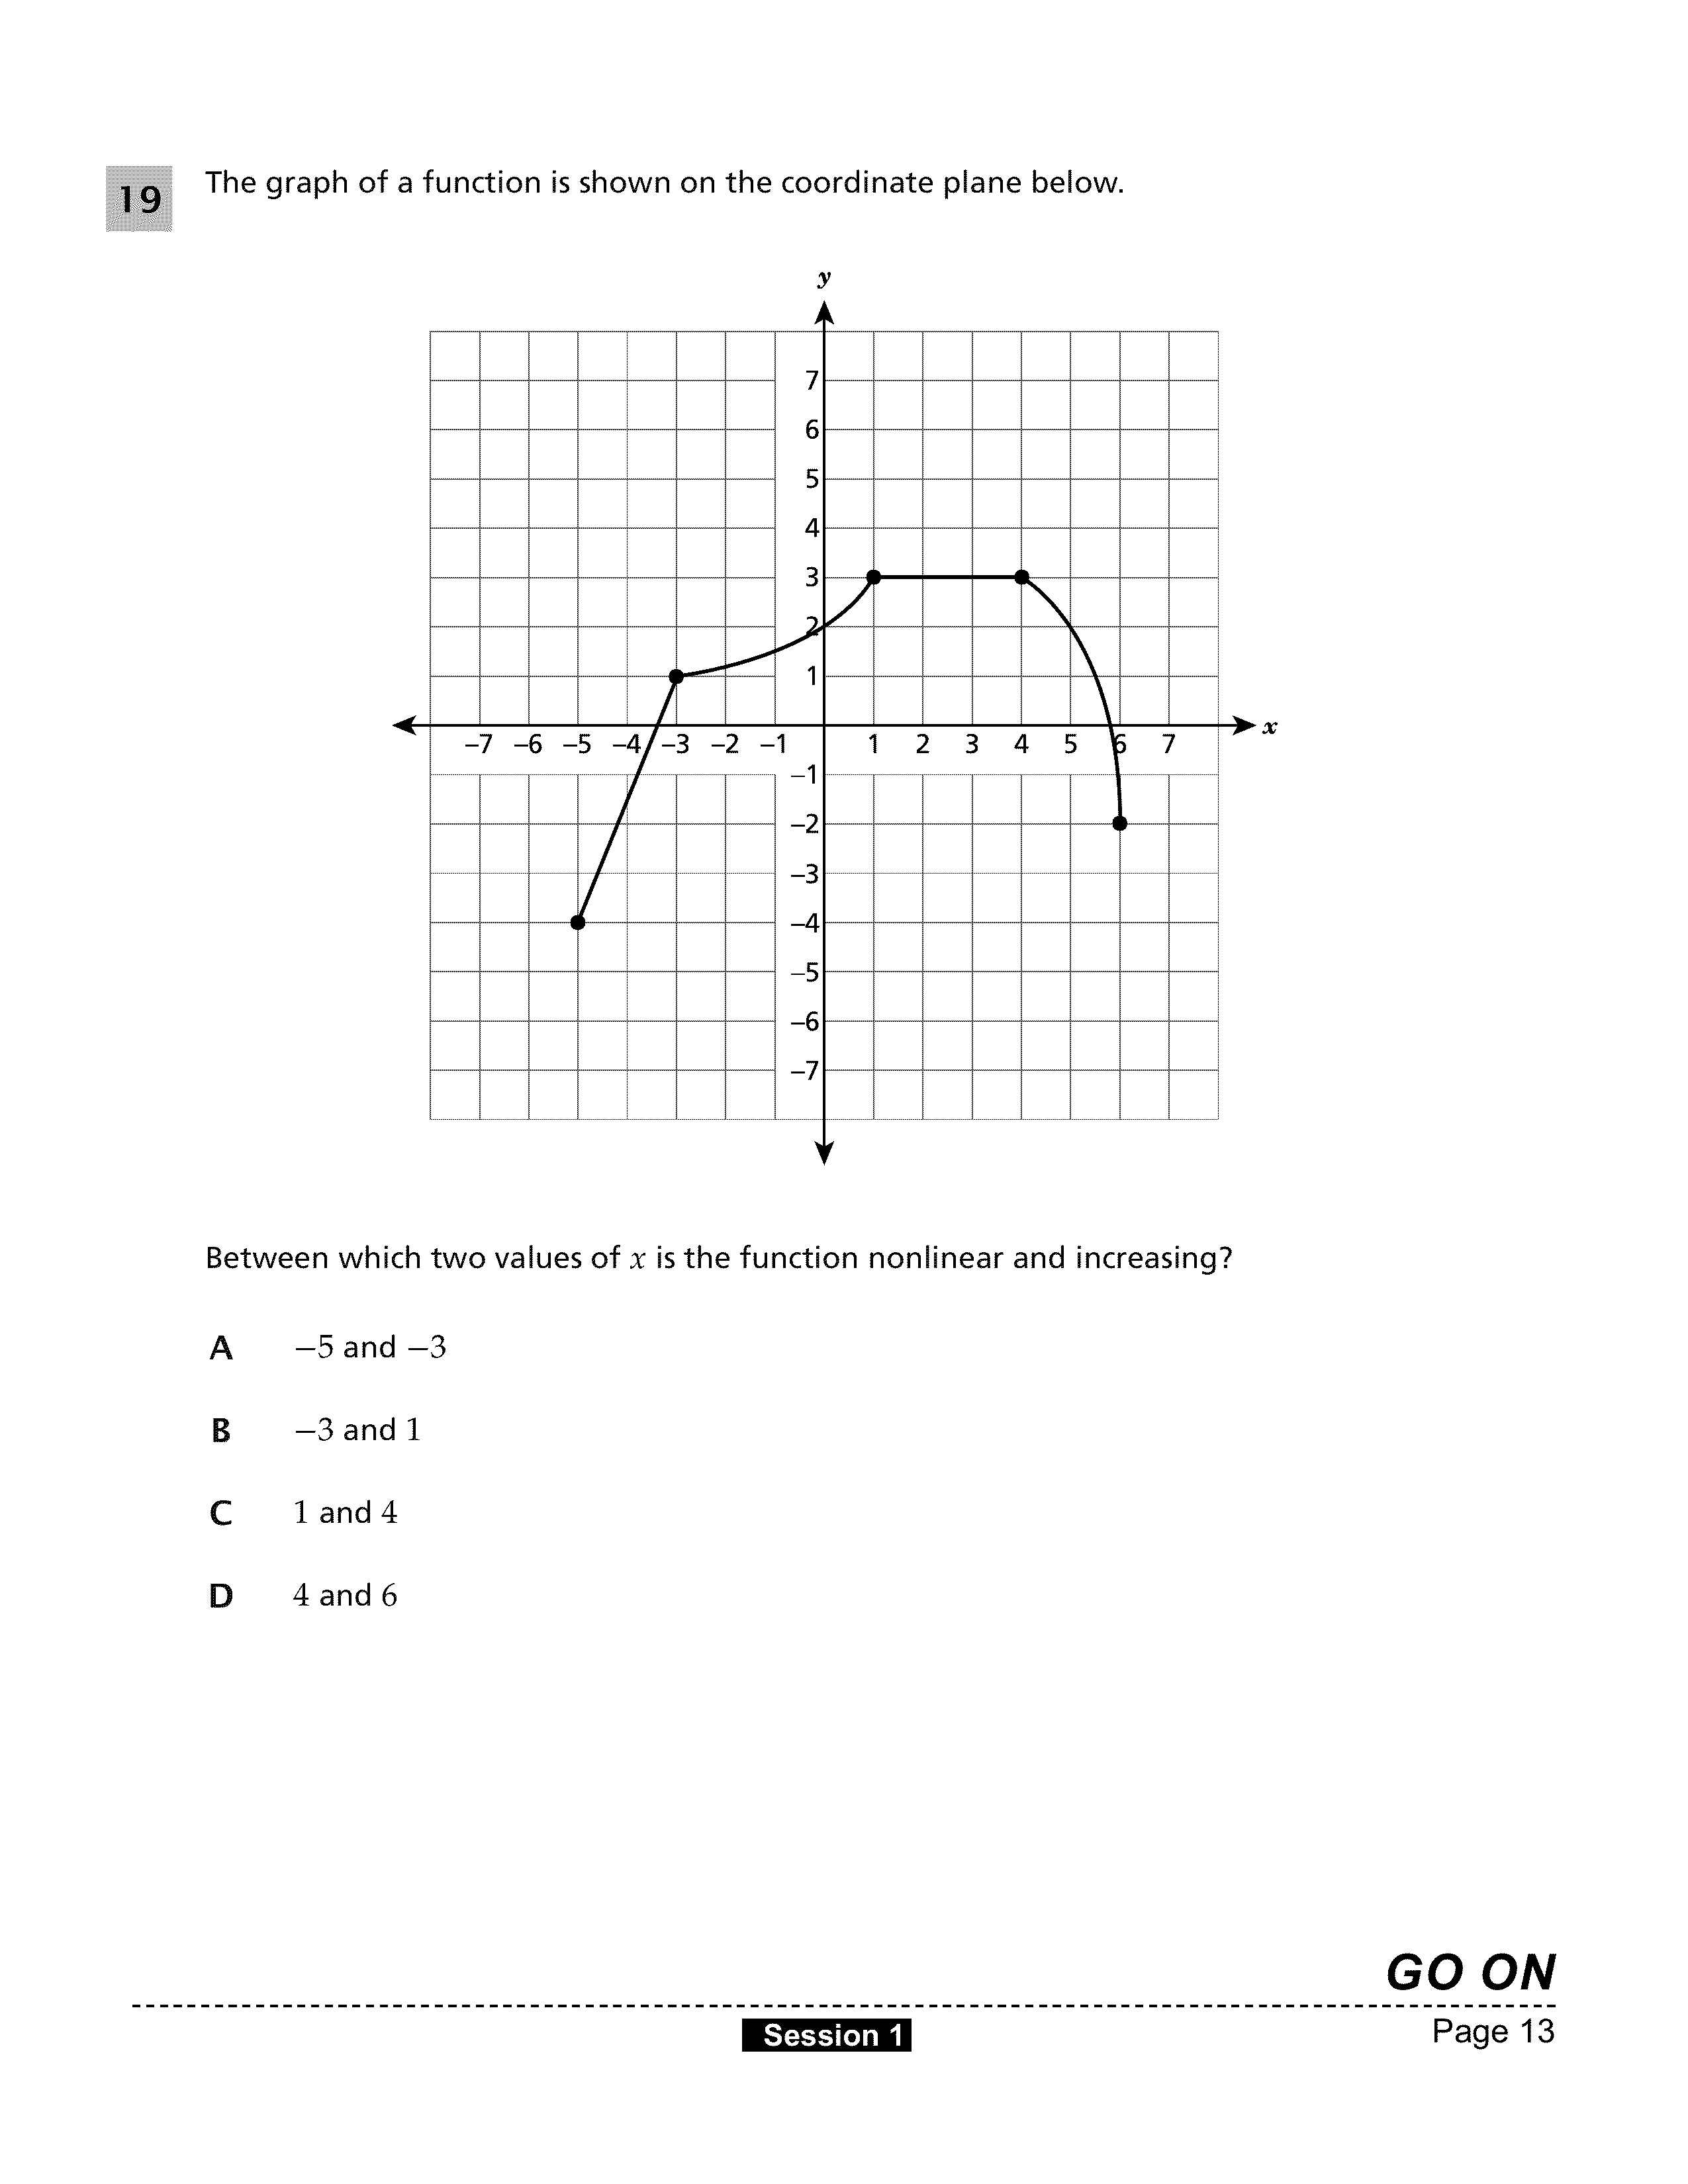 19 The graph of a function is shown on the coordinate plane below.
y
7
6
5
4
3
2
1
–7 –6 –5 –4 –3 –2 –1 1 2 3 4 5 6 7 x
–1
–2
–3
–4
–5
–6
–7
Between which two values of x is the function nonlinear and increasing?
A −5 and −3
B −3 and 1
C 1 and 4
D 4 and 6
GO ON
Session 1
Page 13